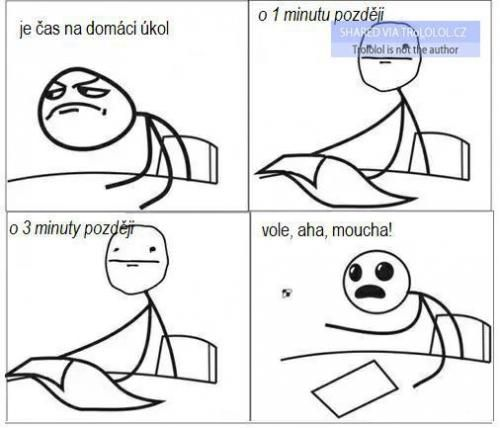 je čas na domácí úkol
o 1 minutu později
SHARED VIA TROLOLOL.CZ
Trololol is not the author
o 3 minuty později
vole, aha, moucha!